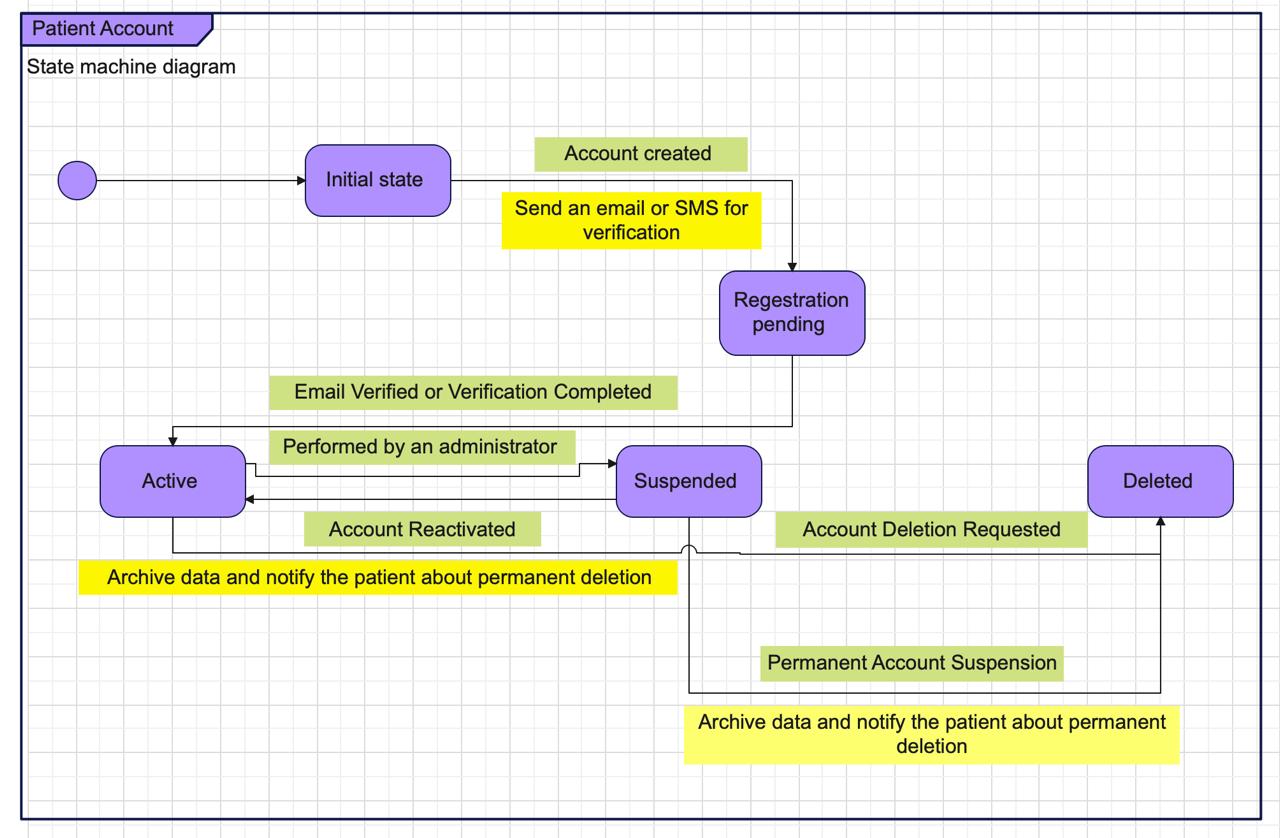 Patient Account
State machine diagram
Account created
Initial state
Send an email or SMS for
verification
Regestration
pending
Email Verified or Verification Completed
Performed by an administrator
Active
Suspended
Deleted
Account Reactivated
Account Deletion Requested
Archive data and notify the patient about permanent deletion
Permanent Account Suspension
Archive data and notify the patient about permanent
deletion